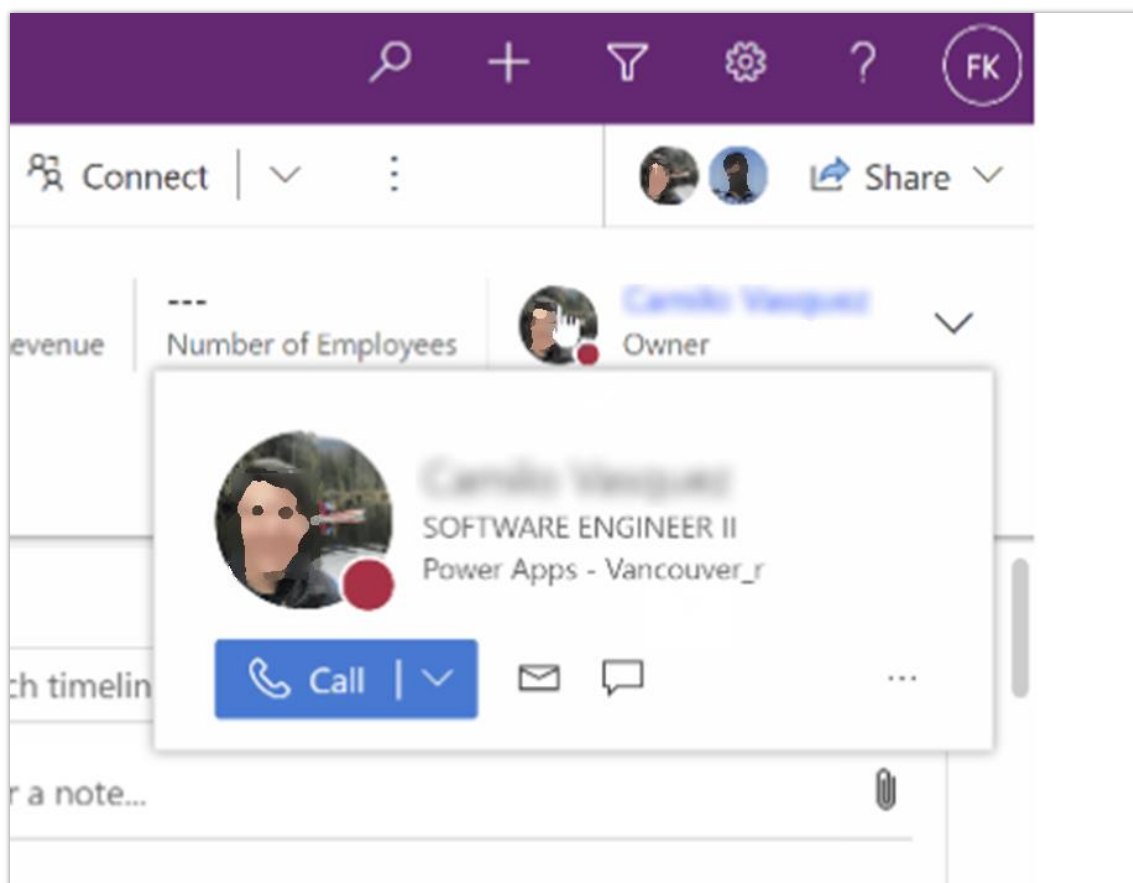 FK
Connect
Share
---
evenue
Number of Employees
Owner
SOFTWARE ENGINEER II
Power Apps - Vancouver_r
Call
ch timelin
r a note...